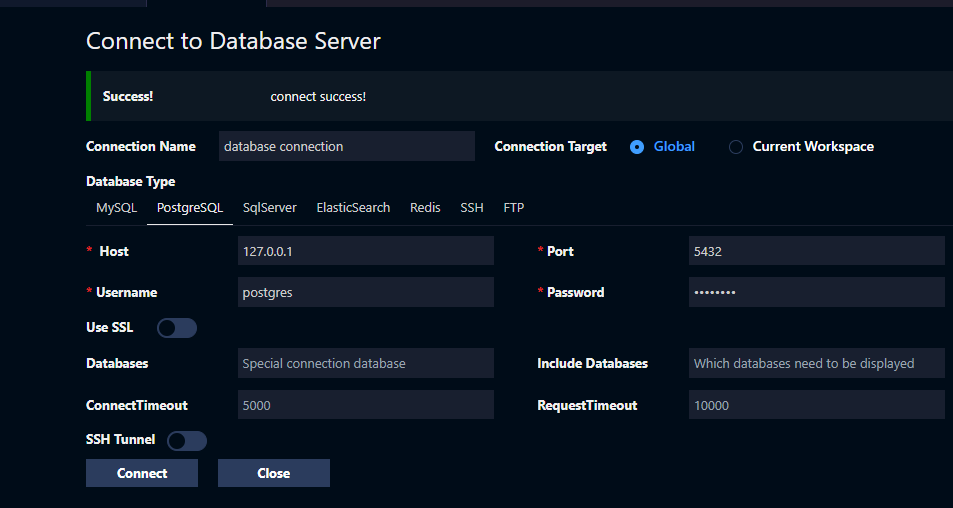 Connect to Database Server
Success! connect success!
Connection Name database connection Connection Target Global Current Workspace
Database Type
MySQL PostgreSQL SqlServer ElasticSearch Redis SSH FTP
* Host 127.0.0.1 * Port 5432
* Username postgres * Password ••••••••
Use SSL
Databases Special connection database Include Databases Which databases need to be displayed
ConnectTimeout 5000 RequestTimeout 10000
SSH Tunnel
Connect Close